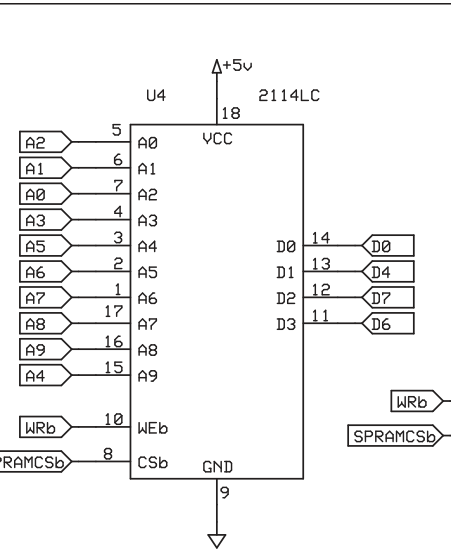 +5v
U4 2114LC
18
VCC
A2 5 A0
A1 6 A1
A0 7 A2
A3 4 A3
A5 3 A4 D0 14 D0
A6 2 A5 D1 13 D4
A7 1 A6 D2 12 D7
A8 17 A7 D3 11 D6
A9 16 A8
A4 15 A9
WRb
WRb 10 WEb
SPRAMCSb
PRAMCSb 8 CSb
GND
9